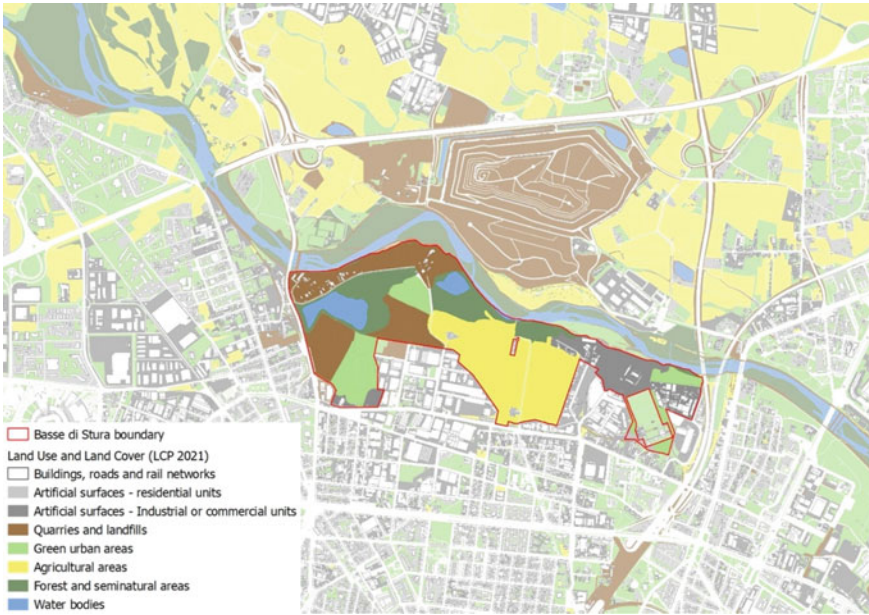 Basse di Stura boundary
Land Use and Land Cover (LCP 2021)
Buildings, roads and rail networks
Artificial surfaces - residential units
Artificial surfaces - Industrial or commercial units
Quarries and landfills
Green urban areas
Agricultural areas
Forest and seminatural areas
Water bodies